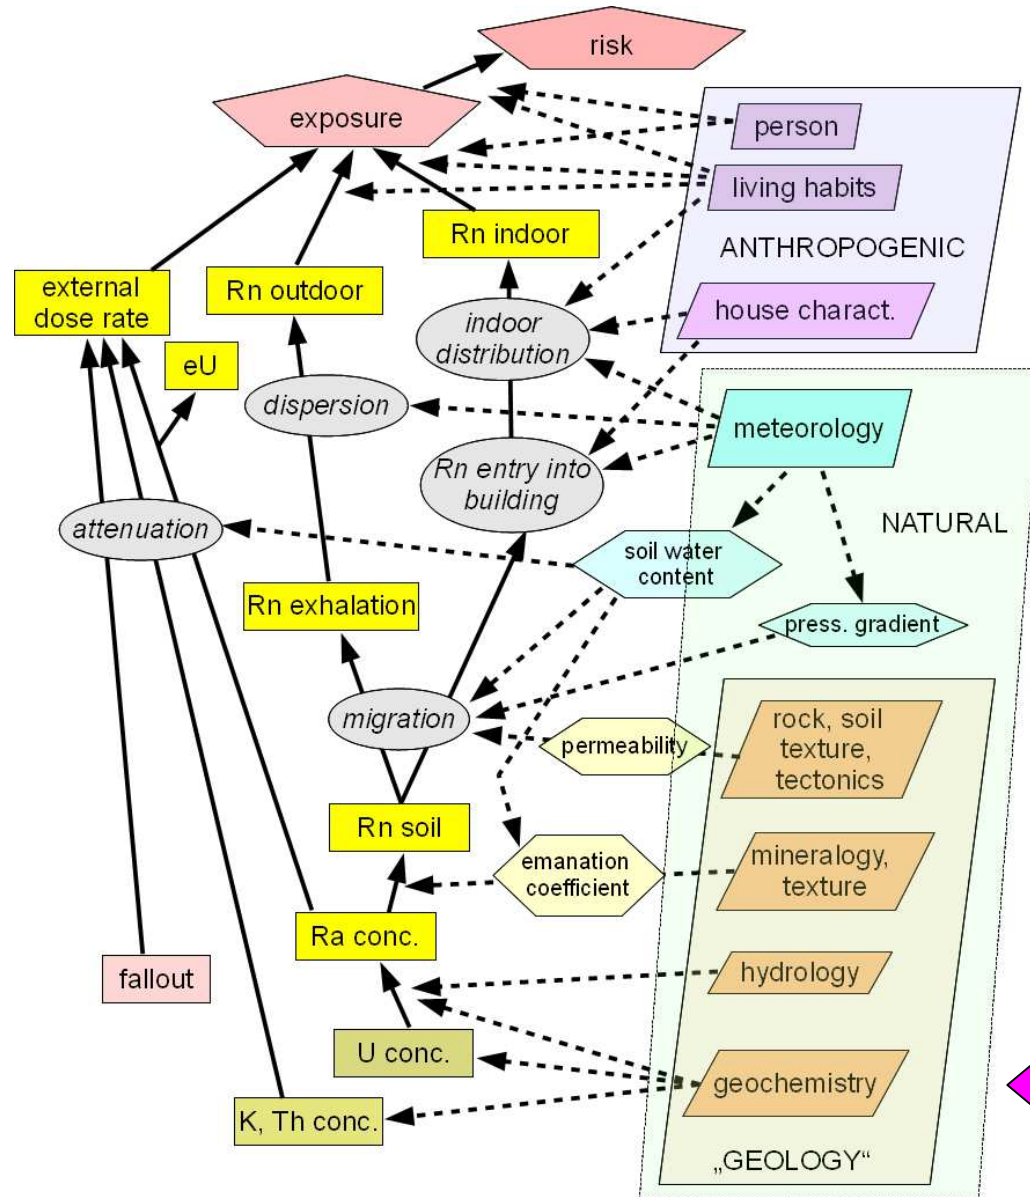 risk
exposure
person
living habits
ANTHROPOGENIC
Rn indoor
external
dose rate
Rn outdoor
house charact.
indoor
distribution
eU
dispersion
meteorology
Rn entry into
building
attenuation
NATURAL
soil water
content
Rn exhalation
press. gradient
migration
permeability
rock, soil
texture,
tectonics
Rn soil
emanation
coefficient
mineralogy,
texture
Ra conc.
fallout
hydrology
U conc.
geochemistry
K, Th conc.
„GEOLOGY“